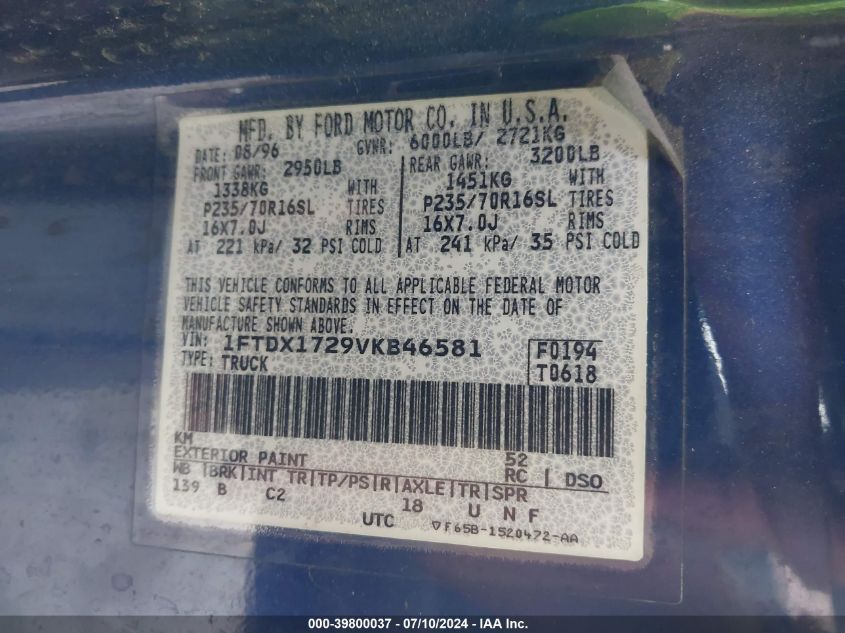 MFD. BY FORD MOTOR CO. IN U.S.A.
DATE: 08/96 GVWR: 6000LB/ 2721KG
FRONT GAWR: 2950LB REAR GAWR: 3200LB
1338KG WITH 1451KG WITH
P235/70R16SL TIRES P235/70R16SL TIRES
16X7.0J RIMS 16X7.0J RIMS
AT 221 kPa/ 32 PSI COLD AT 241 kPa/ 35 PSI COLD
THIS VEHICLE CONFORMS TO ALL APPLICABLE FEDERAL MOTOR
VEHICLE SAFETY STANDARDS IN EFFECT ON THE DATE OF
MANUFACTURE SHOWN ABOVE.
VIN: 1FTDX1729VKB46581 F0194
TYPE: TRUCK T0618
KM 52
EXTERIOR PAINT RC DSO
WB BRK INT TR TP/PS R AXLE TR SPR
139 B C2 18 U N F
UTC ▽F65B-1520472-AA
000-39800037 - 07/10/2024 - IAA Inc.